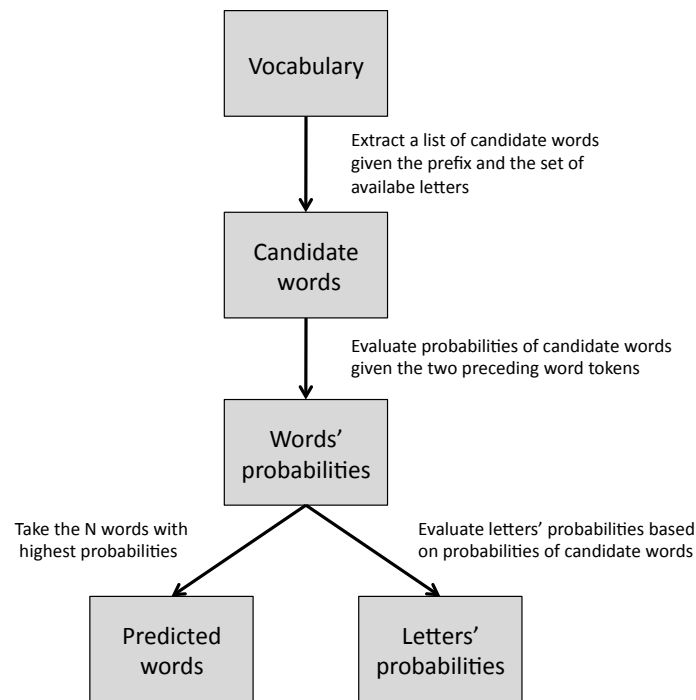 Vocabulary
Extract a list of candidate words
given the prefix and the set of
availabe letters
Candidate
words
Evaluate probabilities of candidate words
given the two preceding word tokens
Words’
probabilities
Take the N words with
highest probabilities
Evaluate letters’ probabilities based
on probabilities of candidate words
Predicted
words
Letters’
probabilities